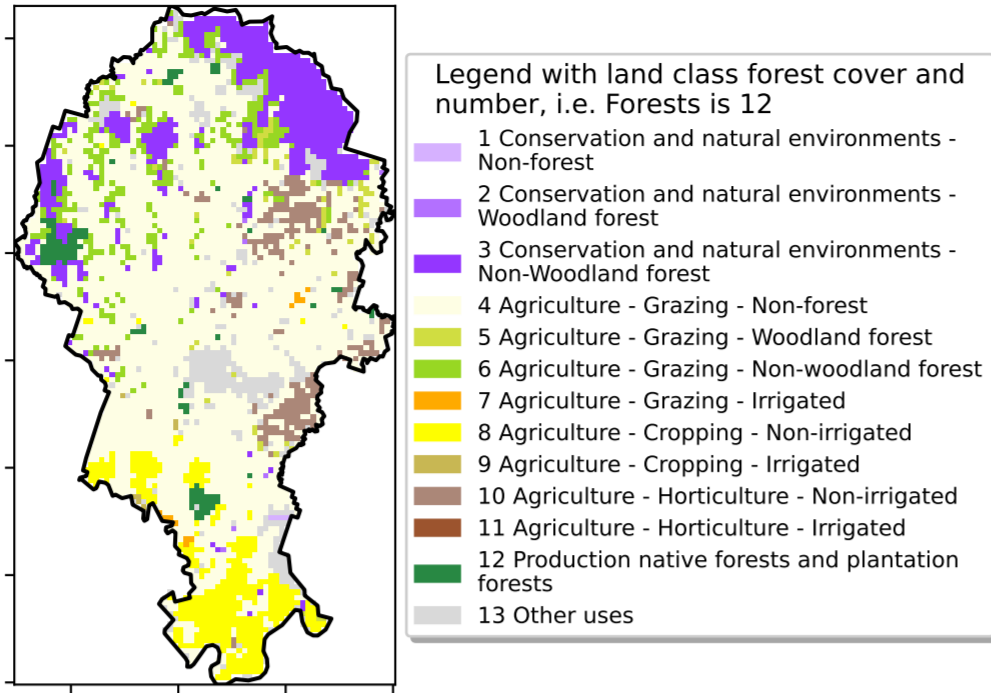 Legend with land class forest cover and
number, i.e. Forests is 12
1 Conservation and natural environments -
Non-forest
2 Conservation and natural environments -
Woodland forest
3 Conservation and natural environments -
Non-Woodland forest
4 Agriculture - Grazing - Non-forest
5 Agriculture - Grazing - Woodland forest
6 Agriculture - Grazing - Non-woodland forest
7 Agriculture - Grazing - Irrigated
8 Agriculture - Cropping - Non-irrigated
9 Agriculture - Cropping - Irrigated
10 Agriculture - Horticulture - Non-irrigated
11 Agriculture - Horticulture - Irrigated
12 Production native forests and plantation
forests
13 Other uses